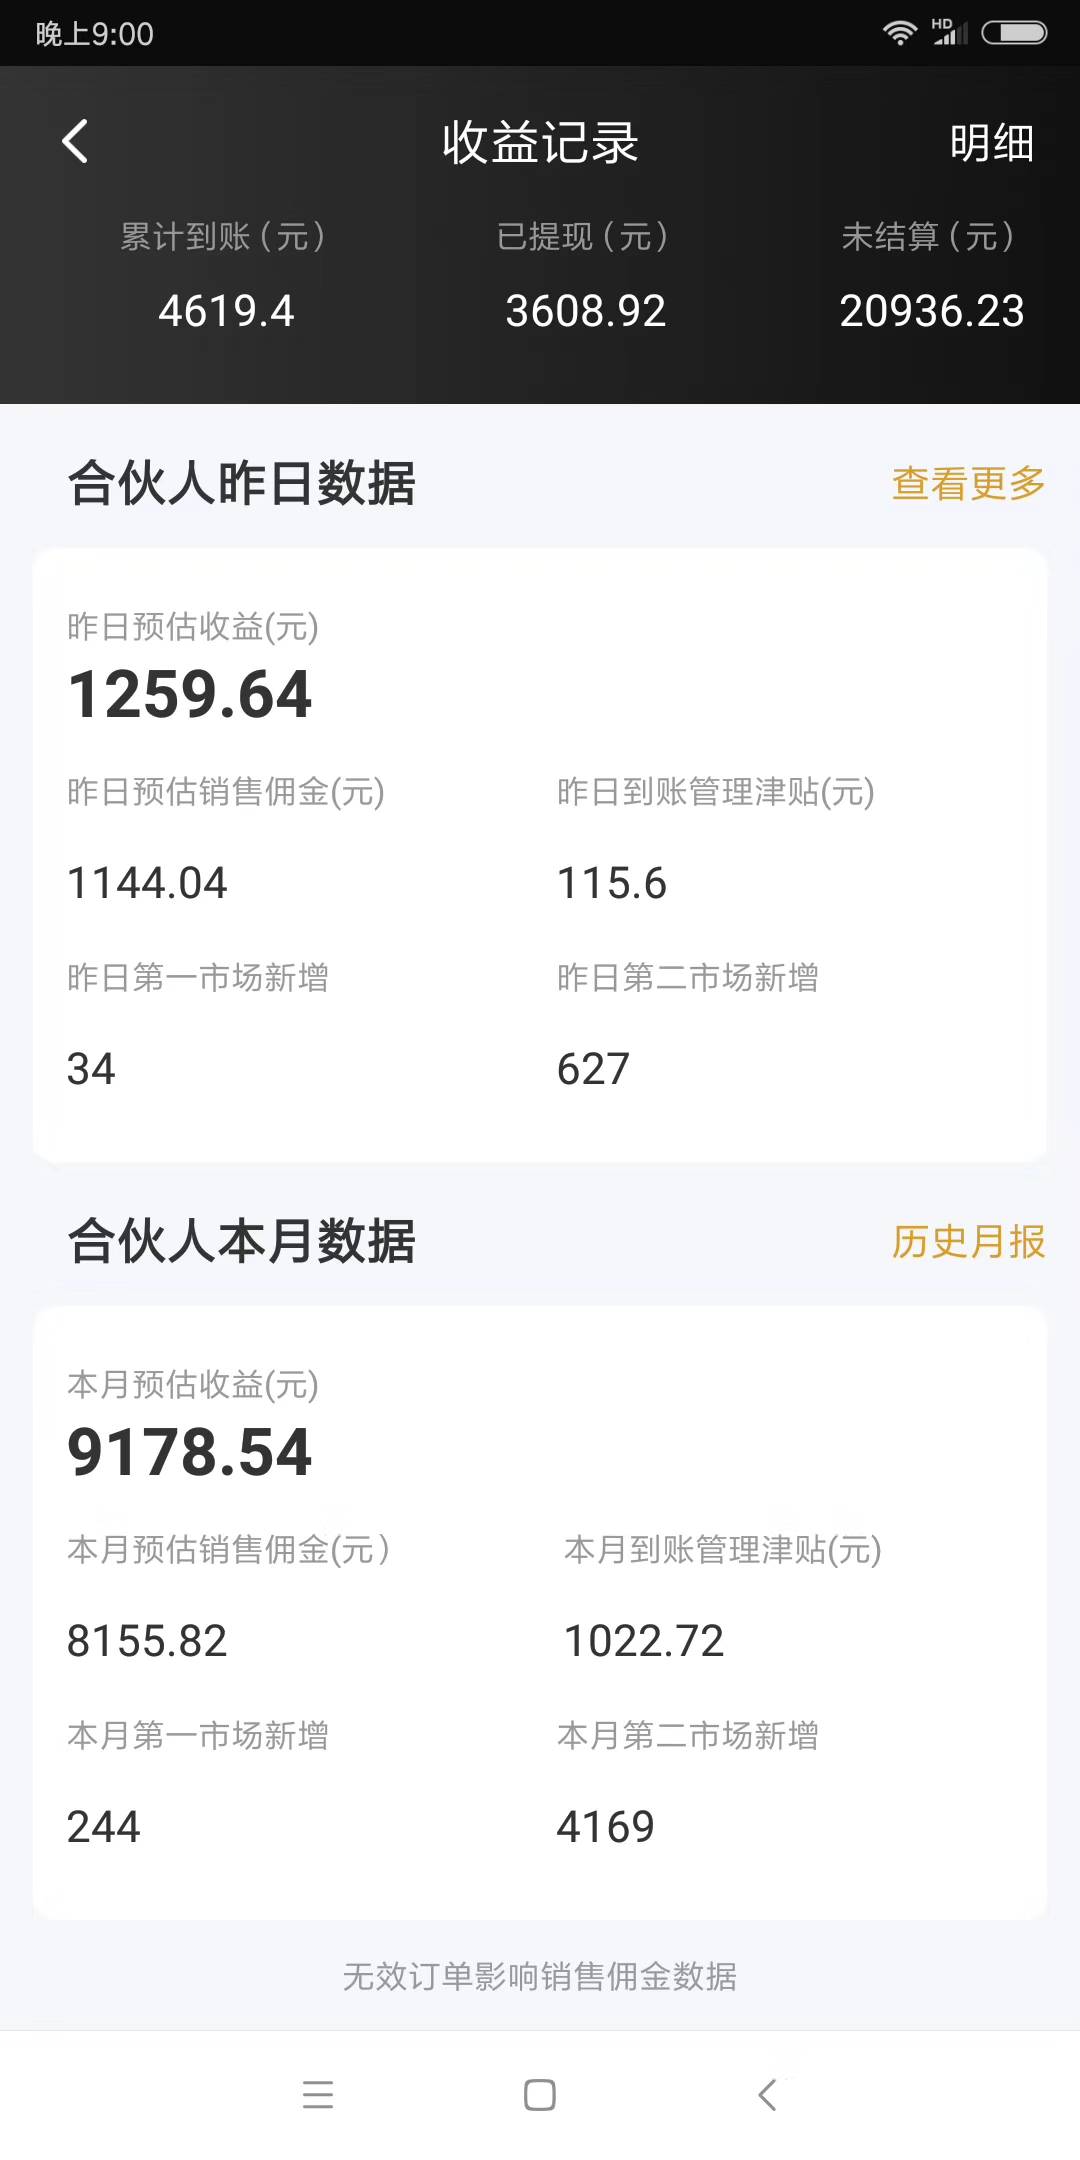 晚上9:00 HD
收益记录 明细
累计到账（元） 已提现（元） 未结算（元）
4619.4 3608.92 20936.23
合伙人昨日数据 查看更多
昨日预估收益(元)
1259.64
昨日预估销售佣金(元) 昨日到账管理津贴(元)
1144.04 115.6
昨日第一市场新增 昨日第二市场新增
34 627
合伙人本月数据 历史月报
本月预估收益(元)
9178.54
本月预估销售佣金(元） 本月到账管理津贴(元)
8155.82 1022.72
本月第一市场新增 本月第二市场新增
244 4169
无效订单影响销售佣金数据